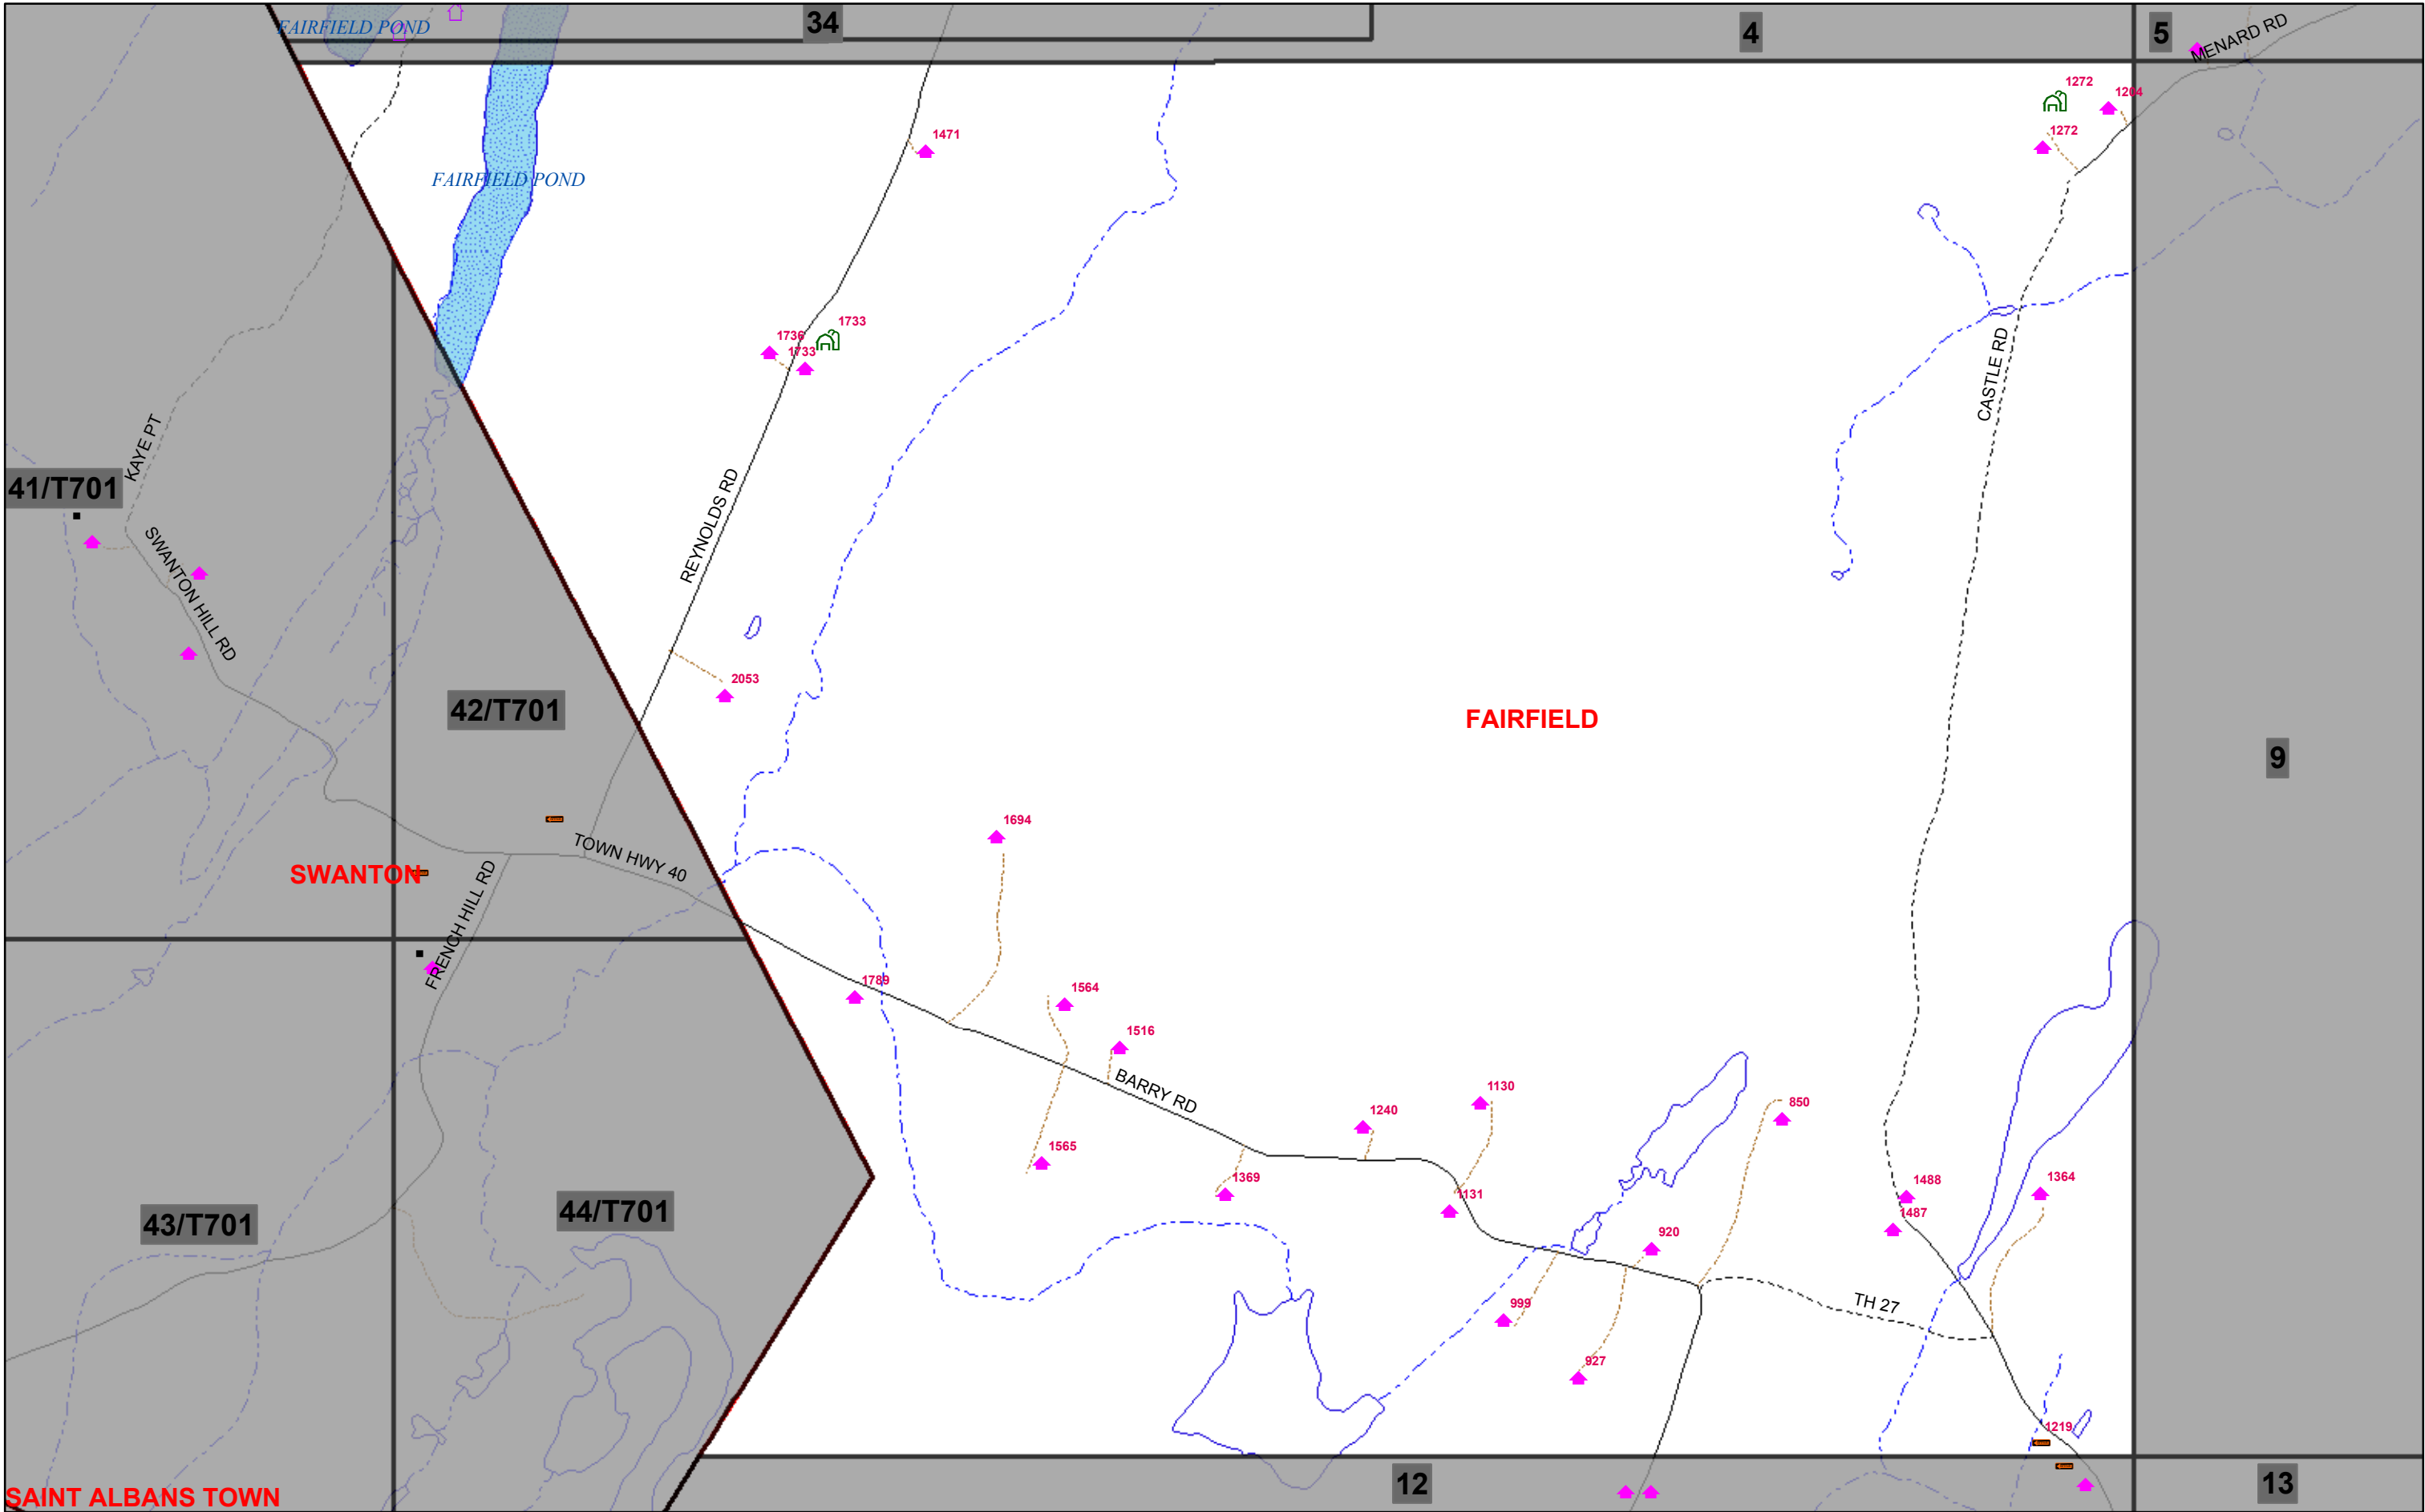 FAIRFIELD POND
34
4
5
MENARD RD
1272
1204
1471
1272
FAIRFIELD POND
1733
1736
1733
CASTLE RD
KAYE PT
41/T701
REYNOLDS RD
SWANTON HILL RD
2053
42/T701
FAIRFIELD
9
1694
TOWN HWY 40
SWANTON
FRENCH HILL RD
1789
1564
1516
BARRY RD
1130
850
1240
1565
1369
1131
1488
1364
43/T701
44/T701
1487
920
999
TH 27
927
1219
12
13
SAINT ALBANS TOWN